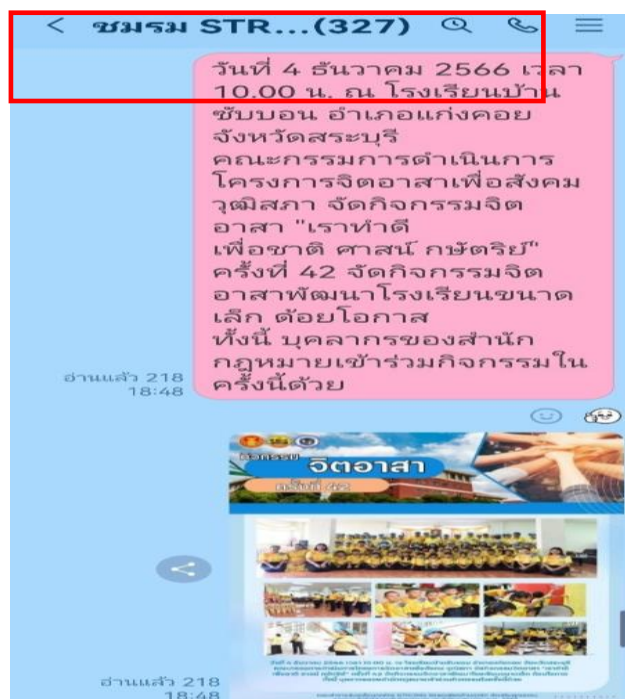 ชมรม STR...(327)
วันที่ 4 ธันวาคม 2566 เวลา
10.00 น. ณ โรงเรียนบ้าน
ซับบอน อำเภอแก่งคอย
จังหวัดสระบุรี
คณะกรรมการดำเนินการ
โครงการจิตอาสาเพื่อสังคม
วุฒิสภา จัดกิจกรรมจิต
อาสา "เราทำดี
เพื่อชาติ ศาสน์ กษัตริย์"
ครั้งที่ 42 จัดกิจกรรมจิต
อาสาพัฒนาโรงเรียนขนาด
เล็ก ด้อยโอกาส
ทั้งนี้ บุคลากรของสำนัก
กฎหมายเข้าร่วมกิจกรรมใน
ครั้งนี้ด้วย
อ่านแล้ว 218
18:48
กิจกรรม
จิตอาสา
ครั้งที่ 42
อ่านแล้ว 218
18:48